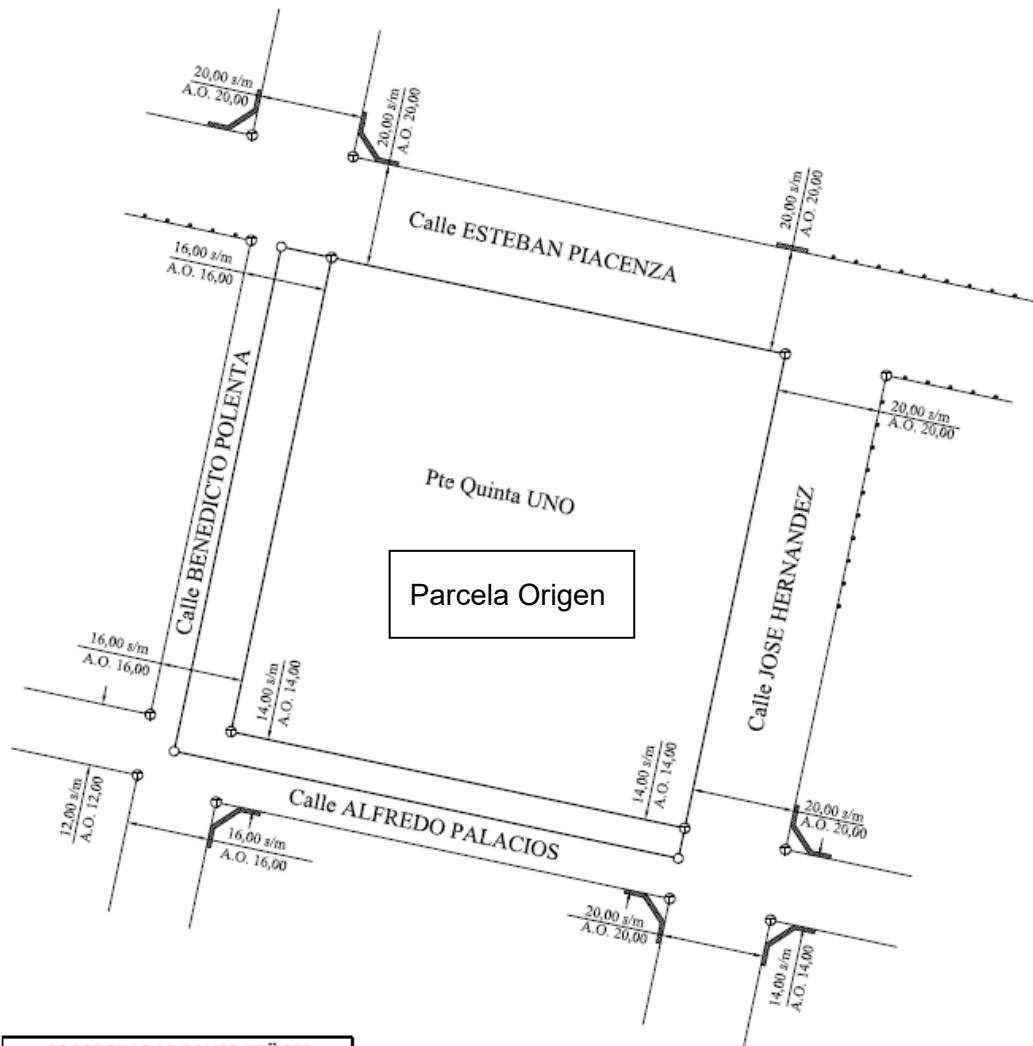 20,00 s/m
A.O. 20,00
20,00 s/m
A.O. 20,00
20,00 s/m
A.O. 20,00
Calle ESTEBAN PIACENZA
16,00 s/m
A.O. 16,00
20,00 s/m
A.O. 20,00
Calle BENEDICTO POLENTA
Pte Quinta UNO
Parcela Origen
Calle JOSE HERNANDEZ
16,00 s/m
A.O. 16,00
14,00 s/m
A.O. 14,00
14,00 s/m
A.O. 14,00
12,00 s/m
A.O. 12,00
Calle ALFREDO PALACIOS
16,00 s/m
A.O. 16,00
20,00 s/m
A.O. 20,00
20,00 s/m
A.O. 20,00
14,00 s/m
A.O. 14,00